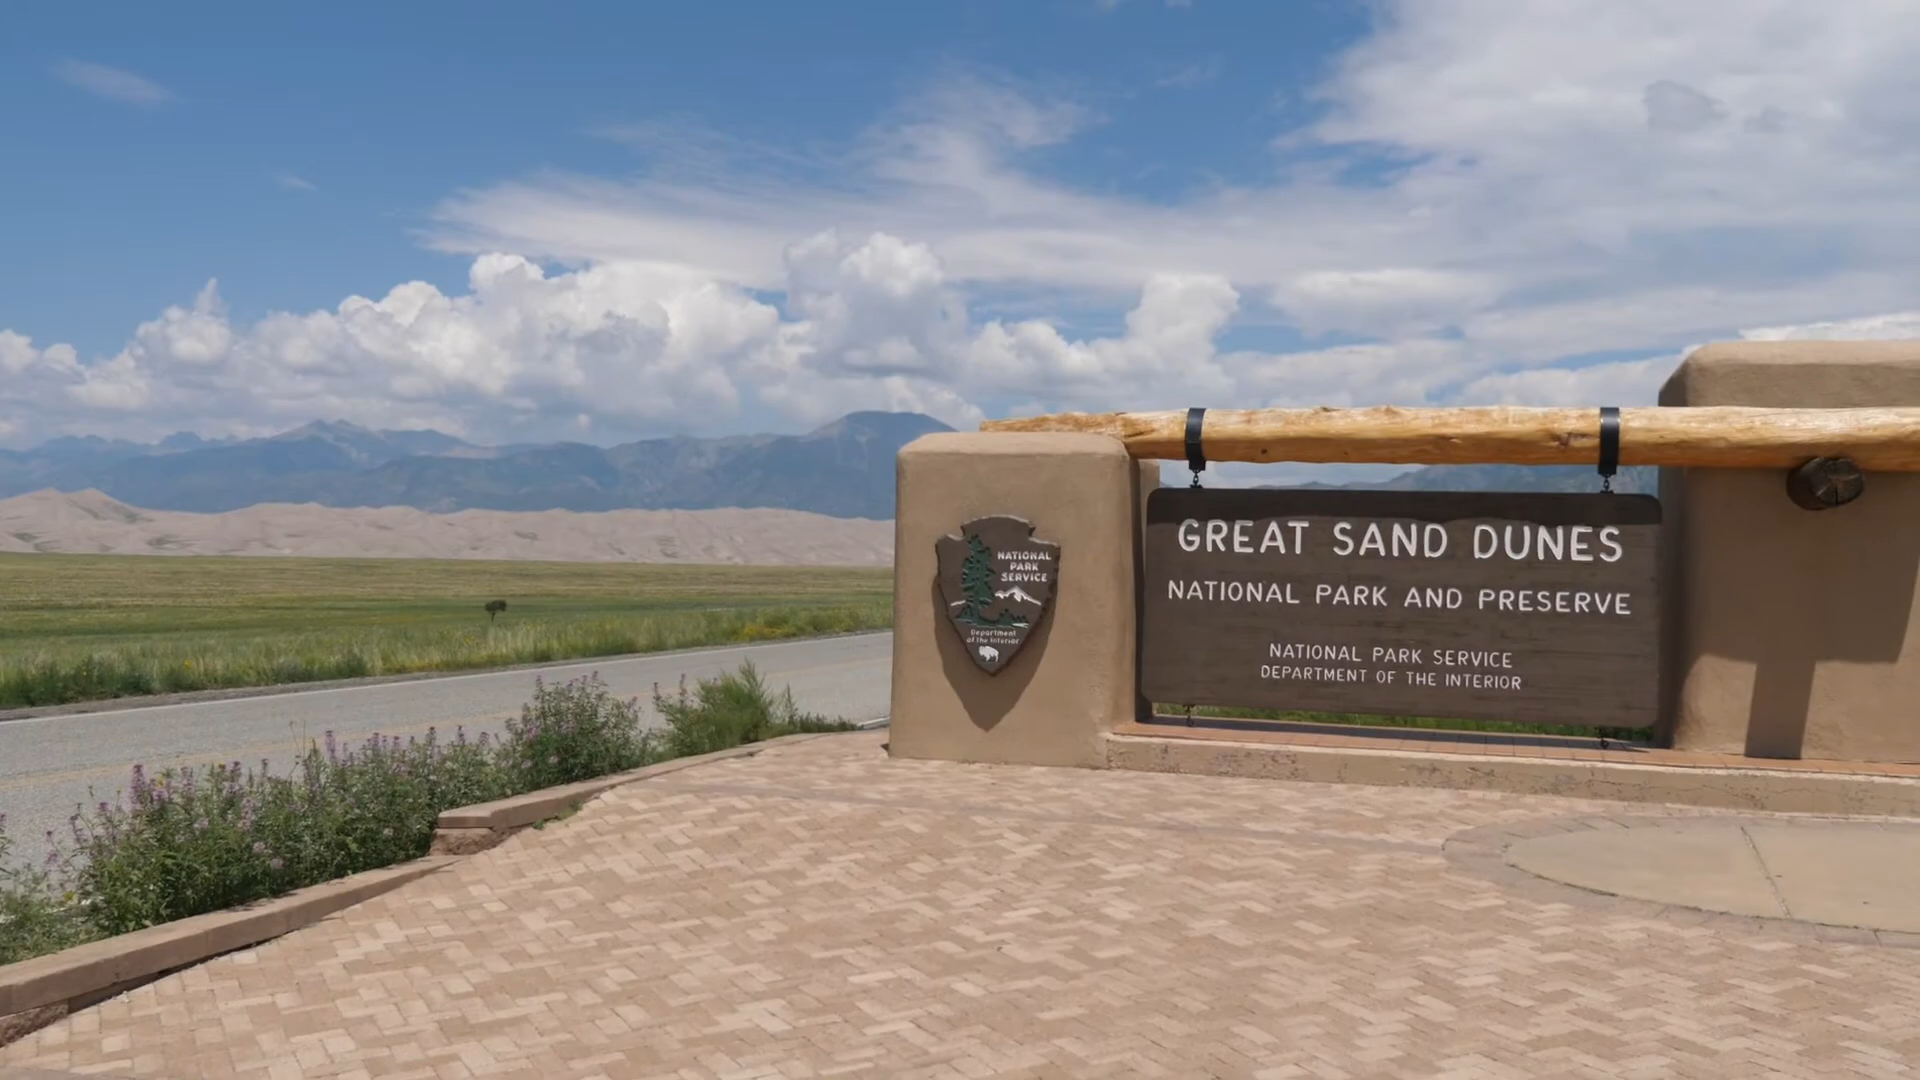 NATIONAL
PARK
SERVICE
Department
of the Interior
GREAT SAND DUNES
NATIONAL PARK AND PRESERVE
NATIONAL PARK SERVICE
DEPARTMENT OF THE INTERIOR